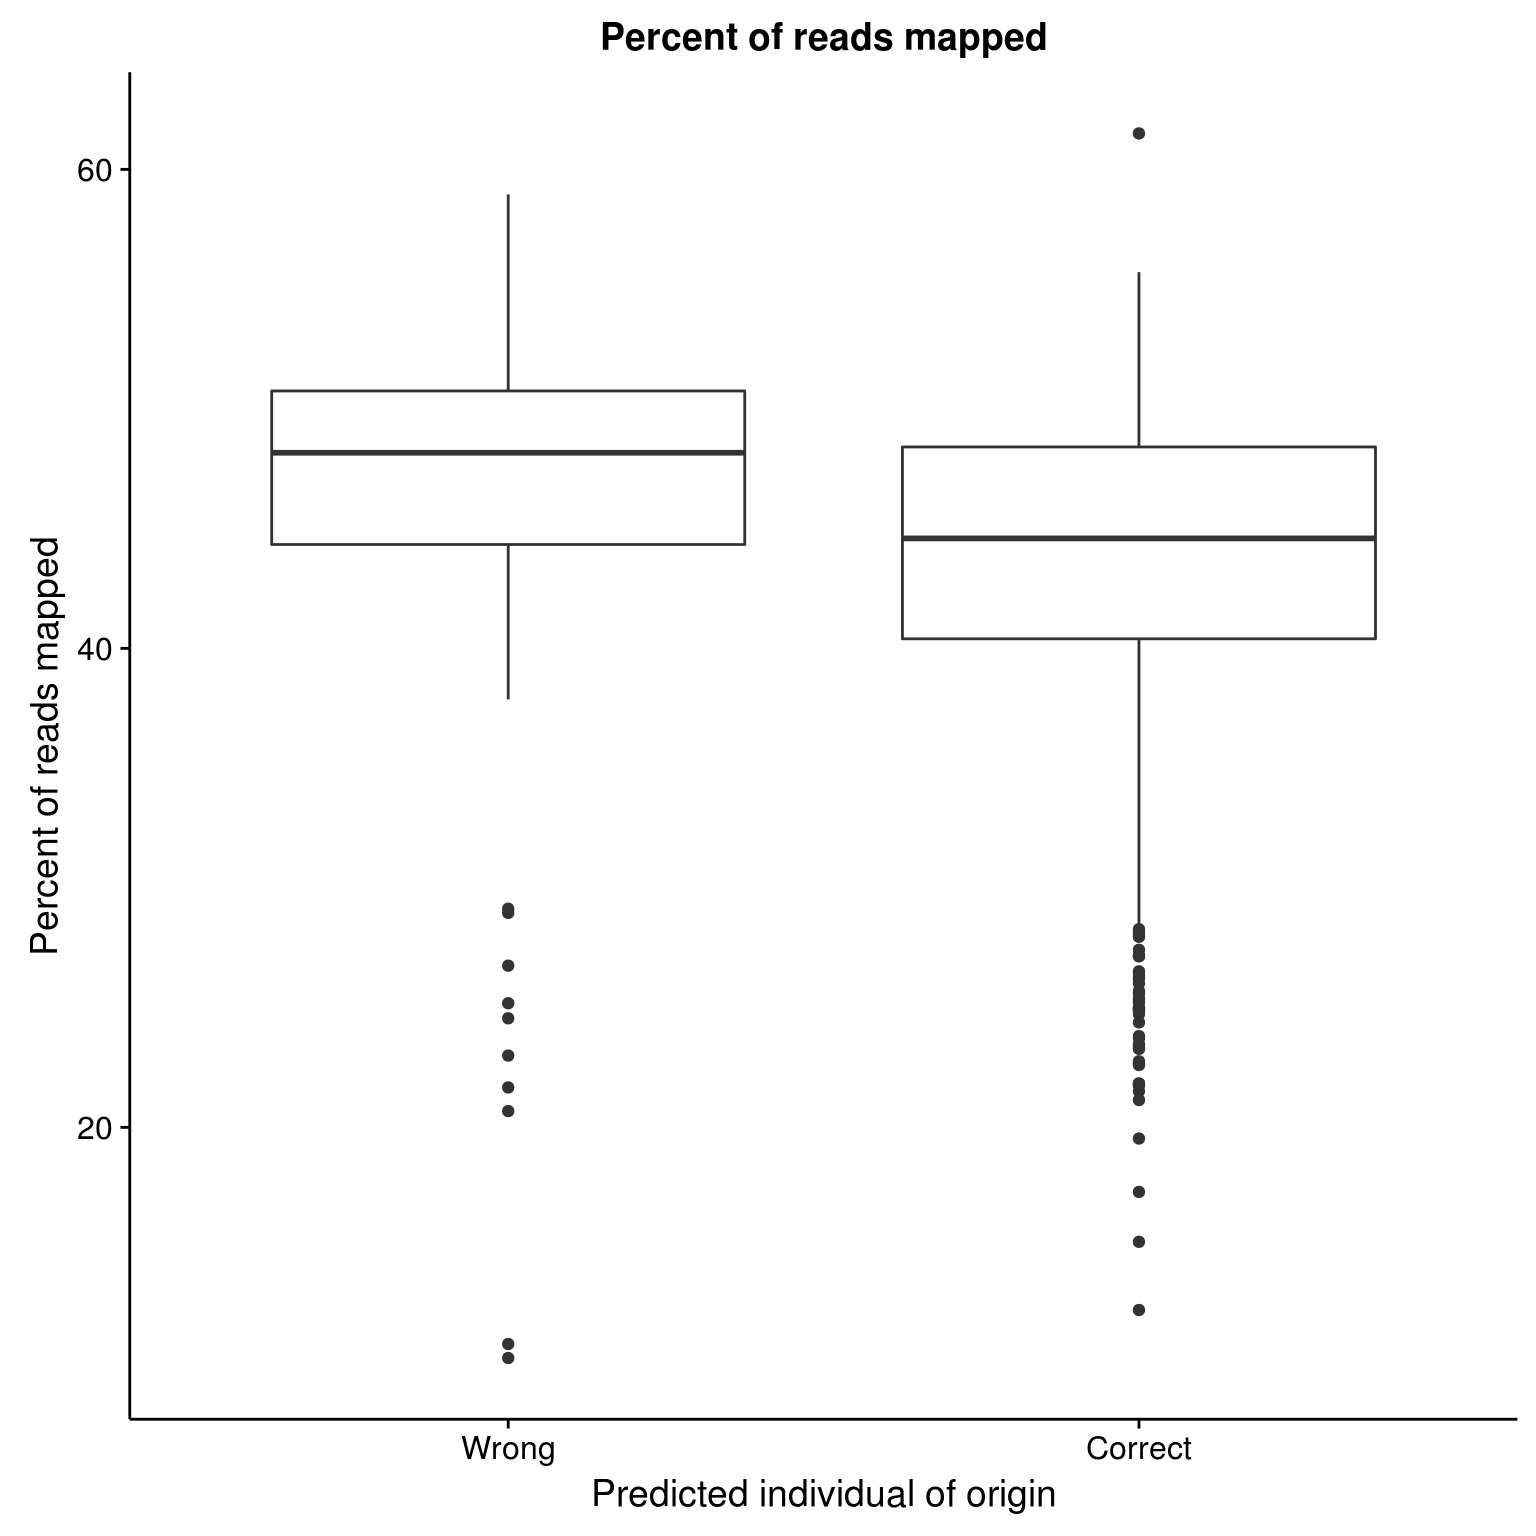 Percent of reads mapped
60
40
20
Percent of reads mapped
Wrong
Correct
Predicted individual of origin